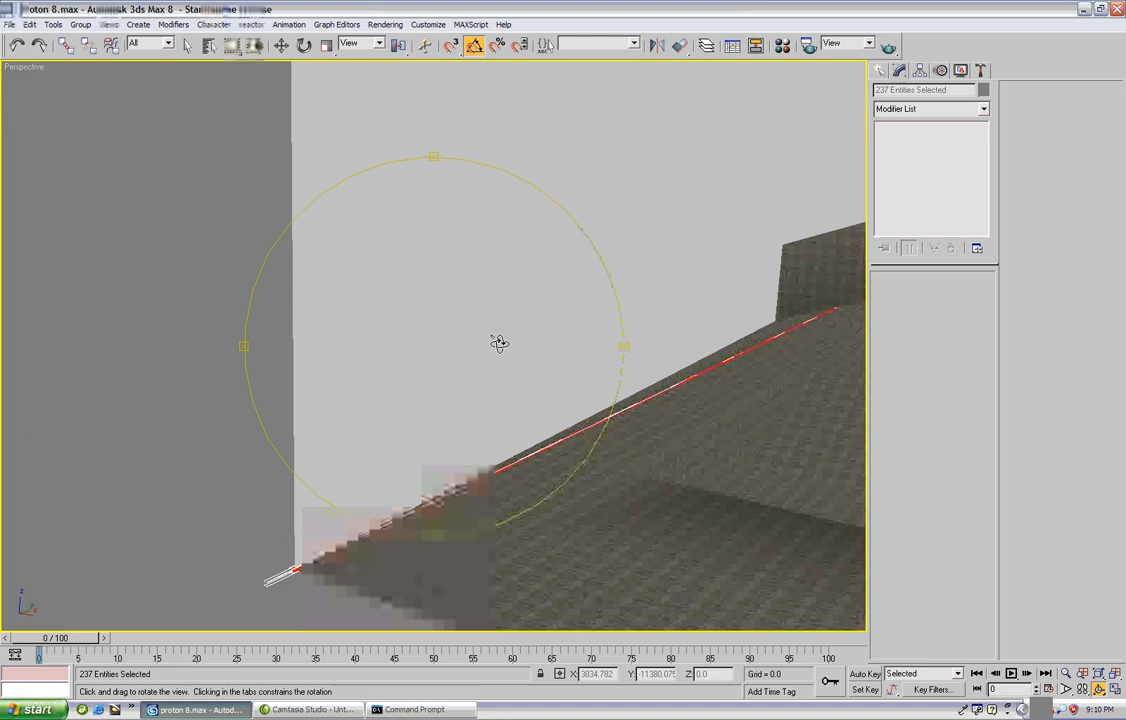 oton 8.max - Autodesk 3ds Max 8 - Stan
File Edit Tools Group Views Create Modifiers Character reactor Animation Graph Editors Rendering Customize MAXScript Help
All View View
Perspective
237 Entities Selected
Modifier List
0 / 100
0 5 10 15 20 25 30 35 40 45 50 55 60 65 70 75 80 85 90 95 100
237 Entities Selected X: 3834.782 Y: -11380.075 Z: 0.0 Grid = 0.0 Auto Key Selected
Click and drag to rotate the view. Clicking in the tabs constrains the rotation Add Time Tag Set Key Key Filters... 0
start proton 8.max - Autod... Camtasia Studio - Unt... Command Prompt 9:10 PM